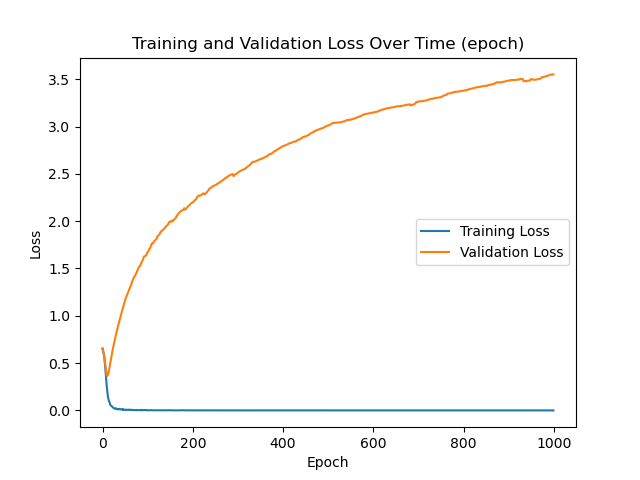 Training and Validation Loss Over Time (epoch)
3.5
3.0
2.5
2.0
1.5
1.0
0.5
0.0
Loss
Training Loss
Validation Loss
0 200 400 600 800 1000
Epoch